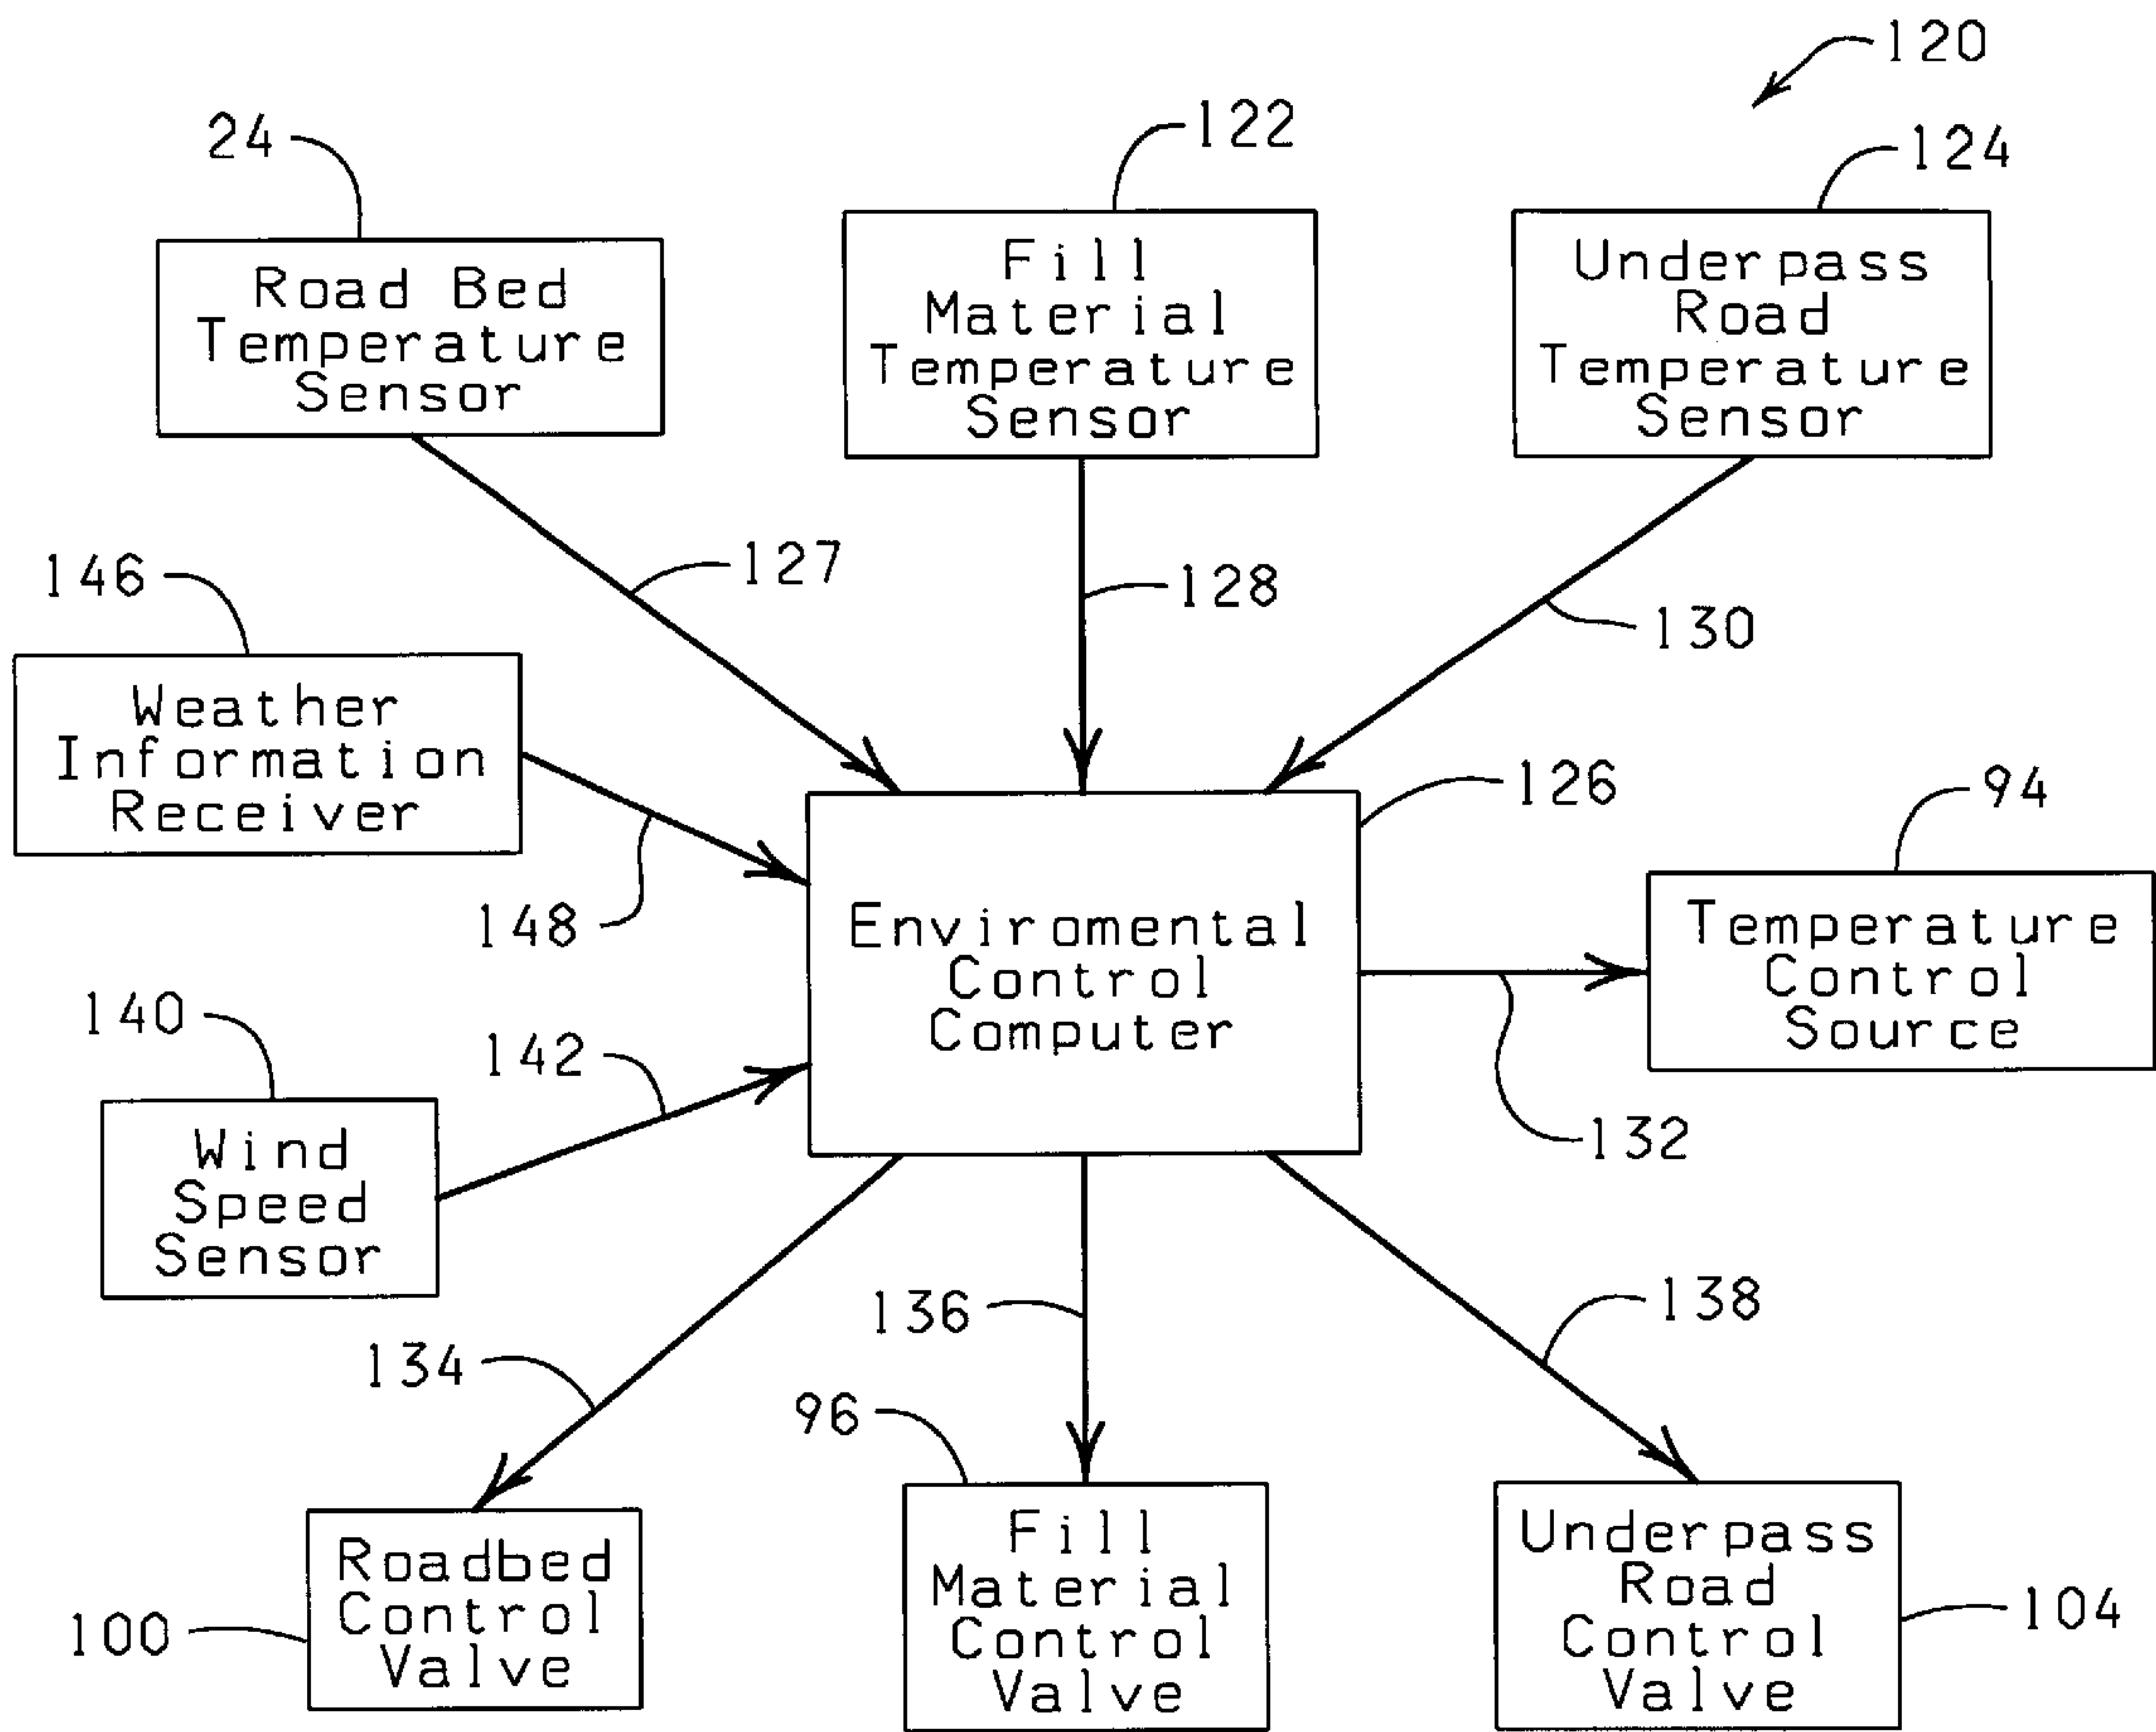 120
24
122
124
Road Bed
Temperature
Sensor
Fill
Material
Temperature
Sensor
Underpass
Road
Temperature
Sensor
127
128
130
146
Weather
Information
Receiver
148
126
94
Enviromental
Control
Computer
Temperature
Control
Source
132
140
142
Wind
Speed
Sensor
134
136
138
96
100
Roadbed
Control
Valve
Fill
Material
Control
Valve
Underpass
Road
Control
Valve
104